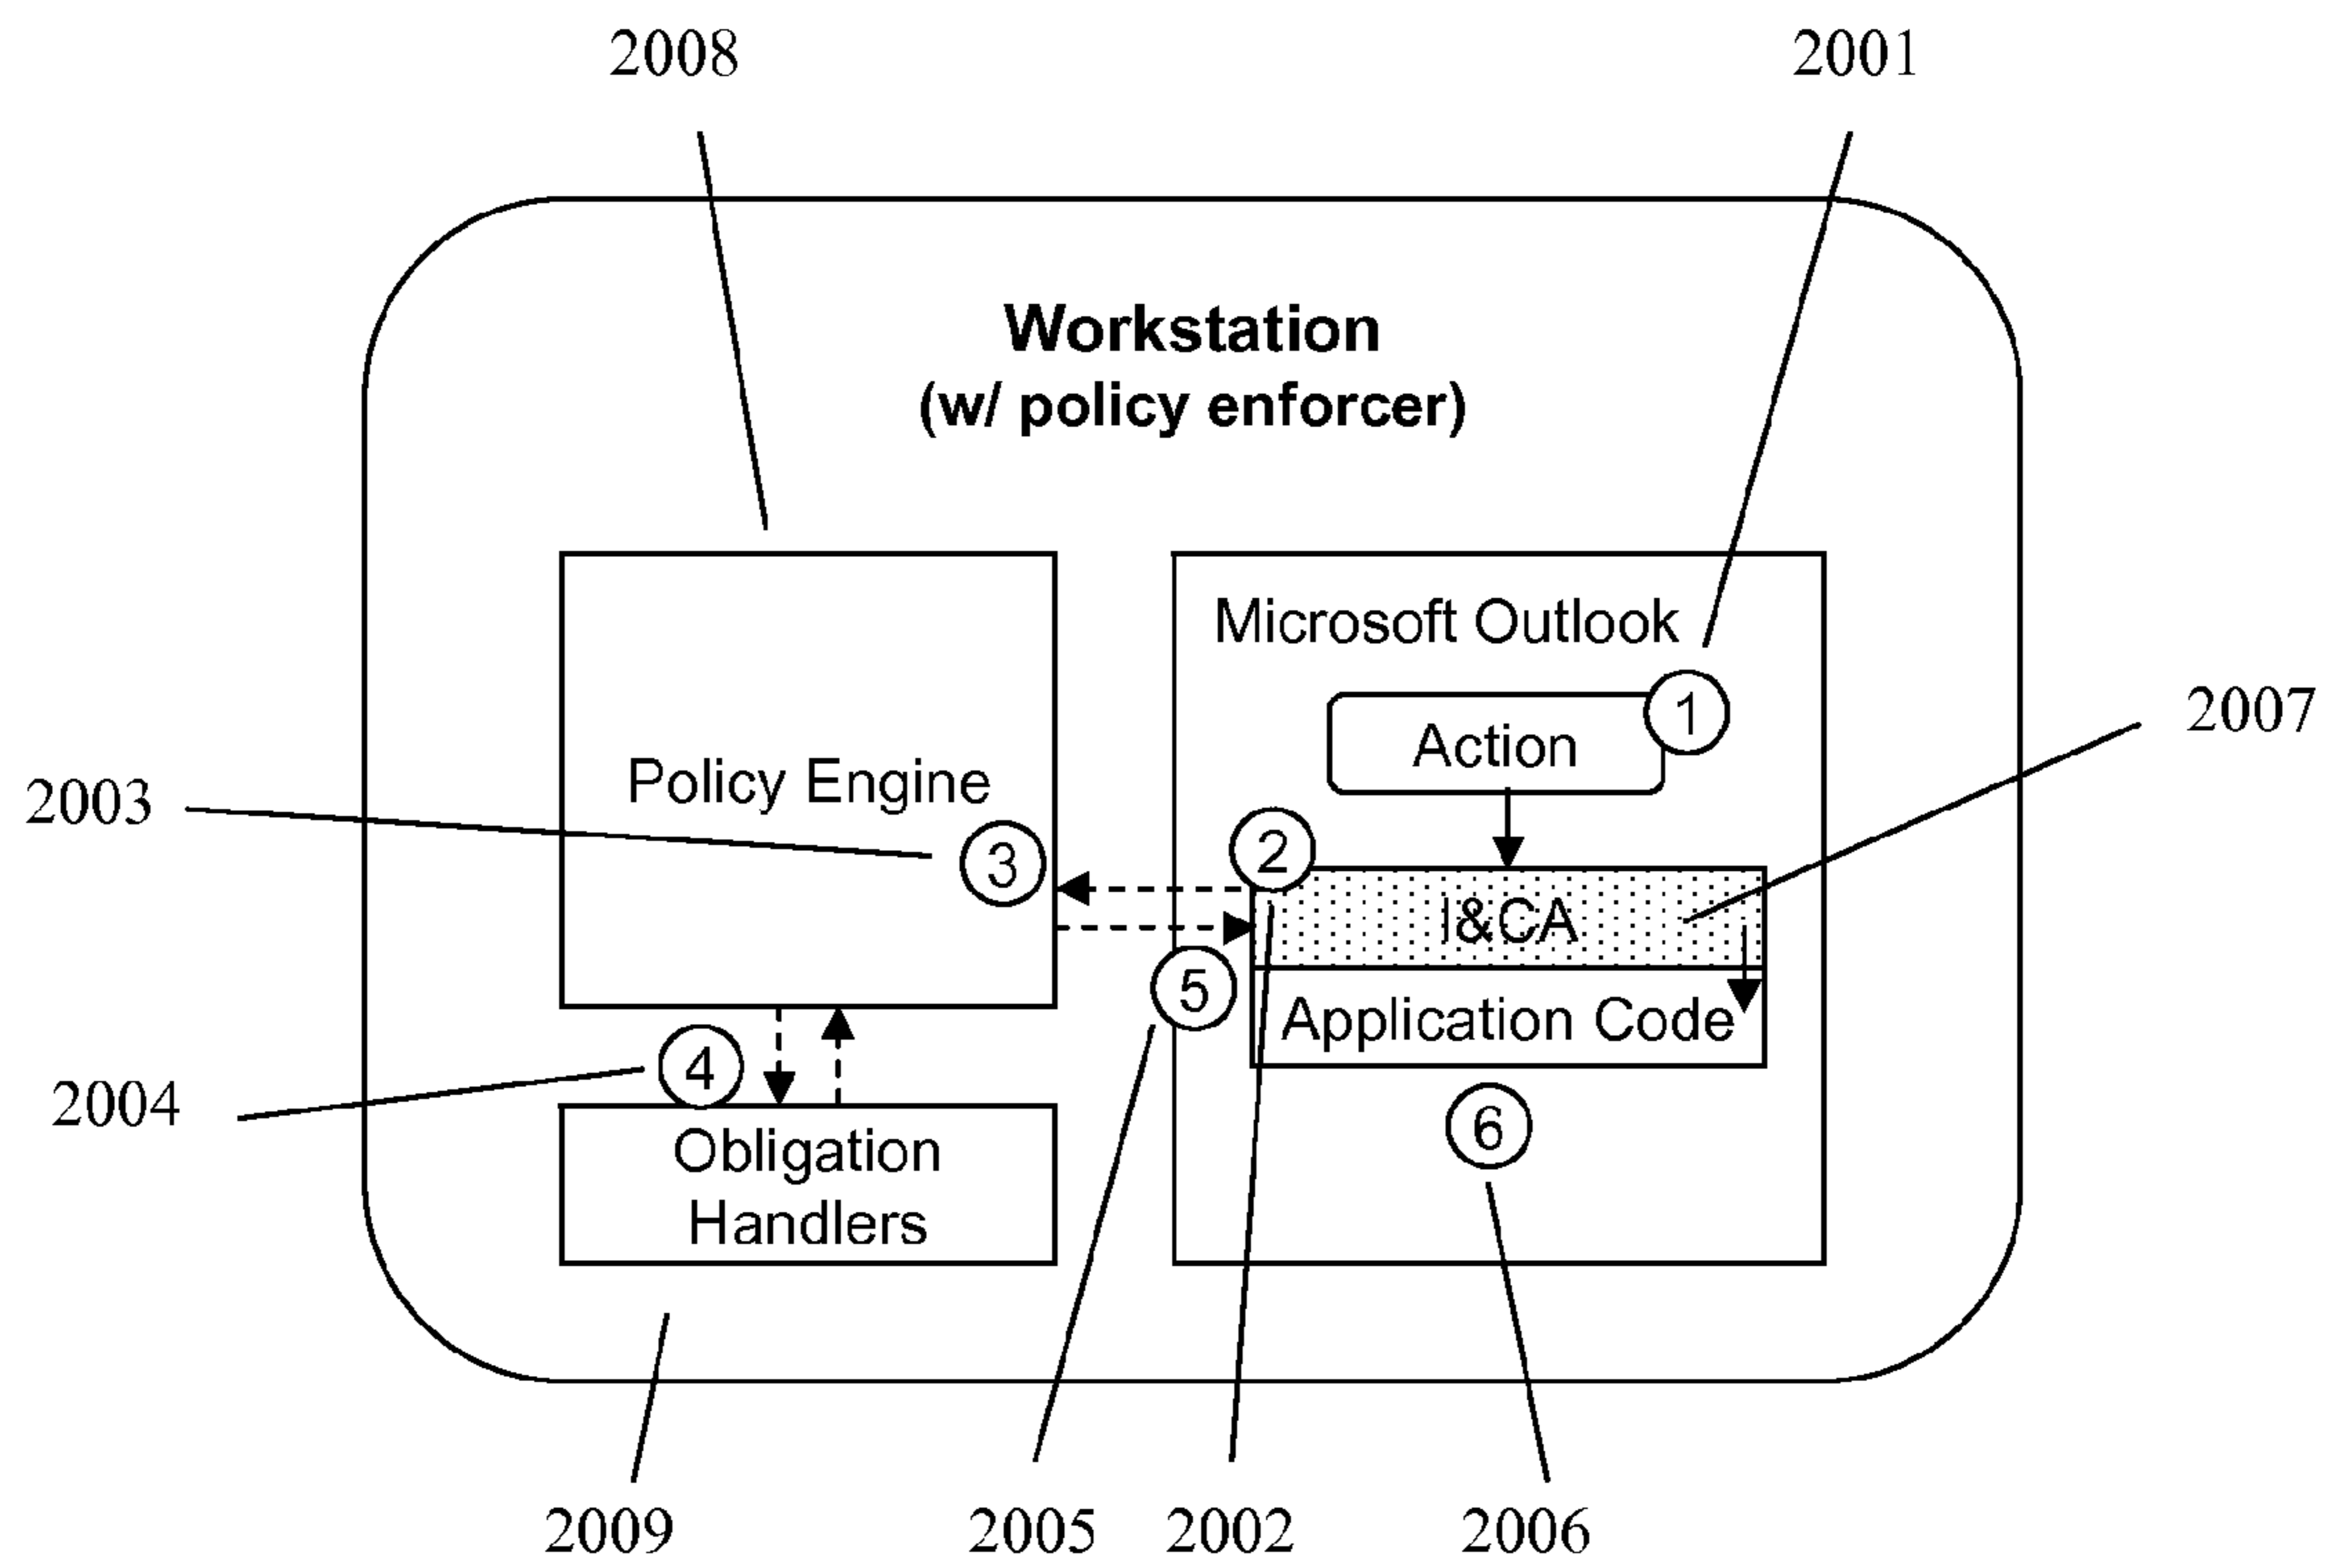 2008
2001
Workstation
(w/ policy enforcer)
Microsoft Outlook
1
Action
2007
Policy Engine
2003
3
2
I&CA
5
Application Code
4
2004
6
Obligation
Handlers
2009
2005
2002
2006